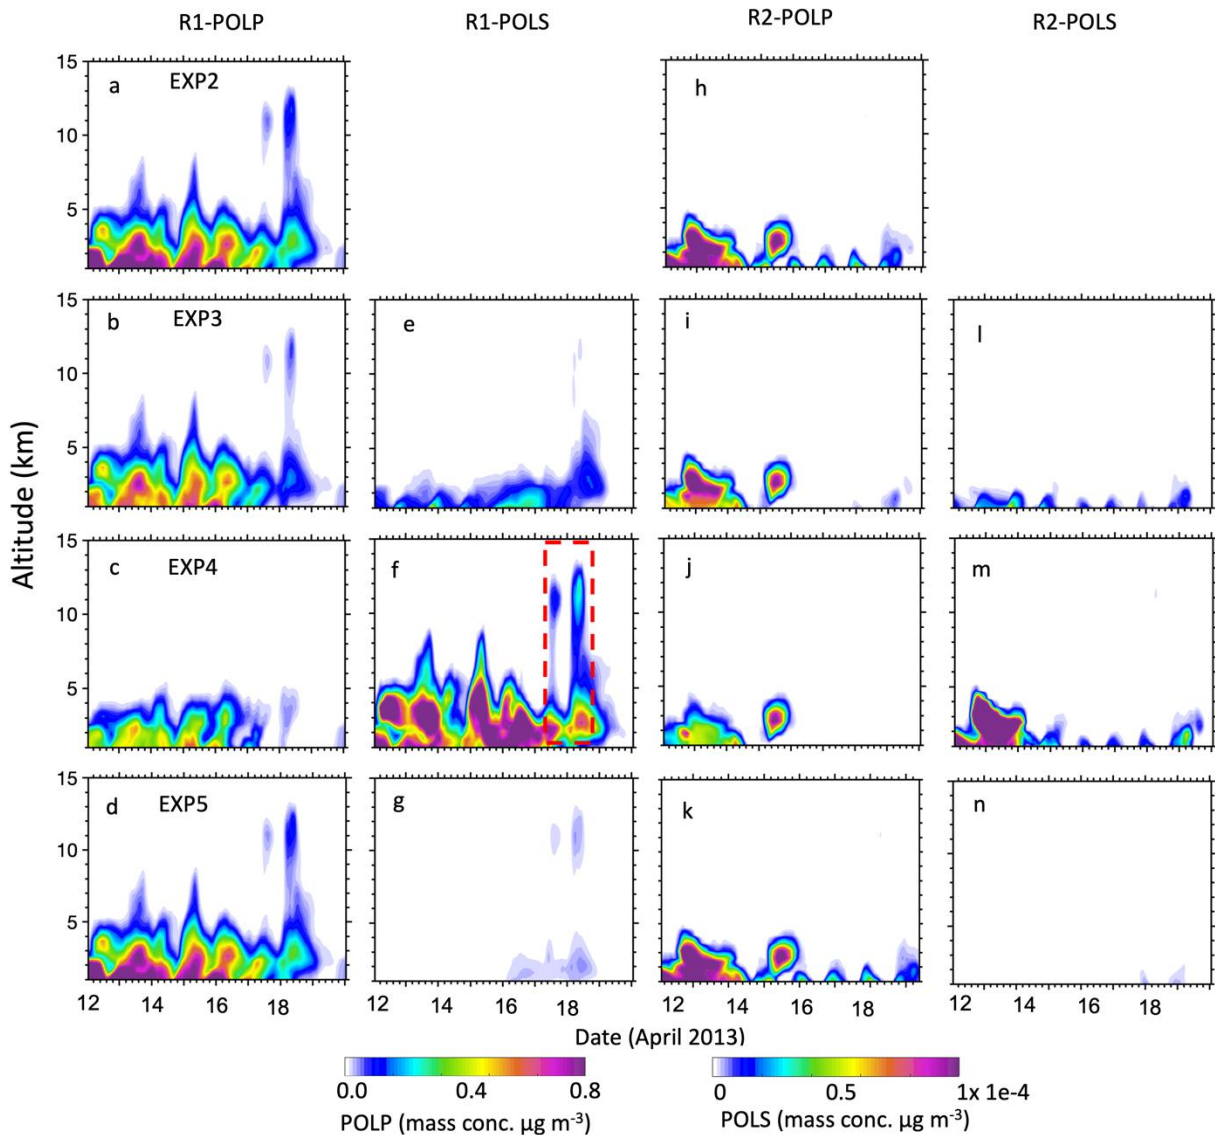 R1-POLP R1-POLS R2-POLP R2-POLS
15
a EXP2 h
10
5
15
b EXP3 e i l
10
5
Altitude (km)
15
c EXP4 f j m
10
5
15
d EXP5 g k n
10
5
12 14 16 18 12 14 16 18 12 14 16 18 12 14 16 18
Date (April 2013)
0.0 0.4 0.8 0 0.5 1x 1e-4
POLP (mass conc. µg m⁻³) POLS (mass conc. µg m⁻³)